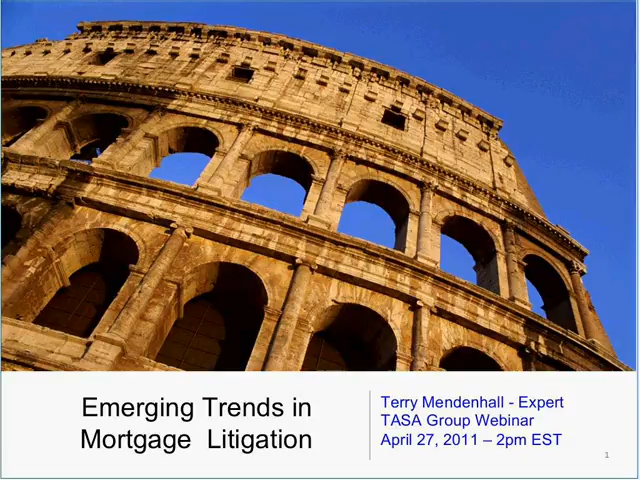 Emerging Trends in
Mortgage  Litigation
Terry Mendenhall - Expert
TASA Group Webinar
April 27, 2011 – 2pm EST
1